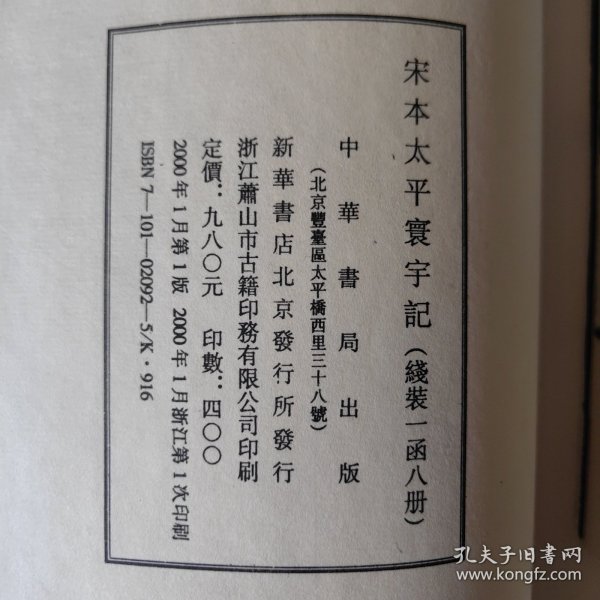 宋本太平寰宇記(綫裝一函八册)
中華書局出版
(北京豐臺區太平橋西里三十八號)
新華書店北京發行所發行
浙江蕭山市古籍印務有限公司印刷
定價:九八〇元 印數:四〇〇
2000年1月第1版 2000年1月浙江第1次印刷
ISBN 7—101—02092—5/K·916
孔夫子旧书网
www.kongfz.com